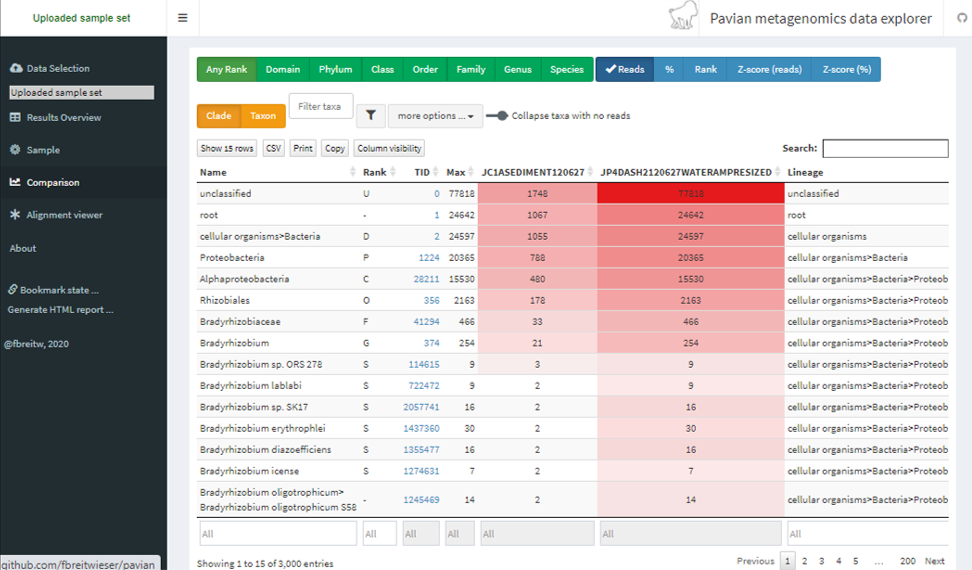 Uploaded sample set
Pavian metagenomics data explorer
Data Selection
Uploaded sample set
Results Overview
Sample
Comparison
Alignment viewer
About
Bookmark state ...
Generate HTML report ...
@fbreitw, 2020
github.com/fbreitwieser/pavian
Any Rank Domain Phylum Class Order Family Genus Species Reads % Rank Z-score (reads) Z-score (%)
Clade Taxon Filter taxa more options ... Collapse taxa with no reads
Show 15 rows CSV Print Copy Column visibility Search:
Name Rank TID Max JC1ASEDIMENT120627 JP4DASH2120627WATERAMPRESIZED Lineage
unclassified U 0 77818 1748 77818 unclassified
root - 1 24642 1067 24642 root
cellular organisms>Bacteria D 2 24597 1055 24597 cellular organisms
Proteobacteria P 1224 20365 788 20365 cellular organisms>Bacteria
Alphaproteobacteria C 28211 15530 480 15530 cellular organisms>Bacteria>Proteob
Rhizobiales O 356 2163 178 2163 cellular organisms>Bacteria>Proteob
Bradyrhizobiaceae F 41294 466 33 466 cellular organisms>Bacteria>Proteob
Bradyrhizobium G 374 254 21 254 cellular organisms>Bacteria>Proteob
Bradyrhizobium sp. ORS 278 S 114615 9 3 9 cellular organisms>Bacteria>Proteob
Bradyrhizobium lablabi S 722472 9 2 9 cellular organisms>Bacteria>Proteob
Bradyrhizobium sp. SK17 S 2057741 16 2 16 cellular organisms>Bacteria>Proteob
Bradyrhizobium erythrophlei S 1437360 30 2 30 cellular organisms>Bacteria>Proteob
Bradyrhizobium diazoefficiens S 1355477 16 2 16 cellular organisms>Bacteria>Proteob
Bradyrhizobium icense S 1274631 7 2 7 cellular organisms>Bacteria>Proteob
Bradyrhizobium oligotrophicum>
Bradyrhizobium oligotrophicum S58 - 1245469 14 2 14 cellular organisms>Bacteria>Proteob
All All All All All All All
Showing 1 to 15 of 3,000 entries
Previous 1 2 3 4 5 ... 200 Next